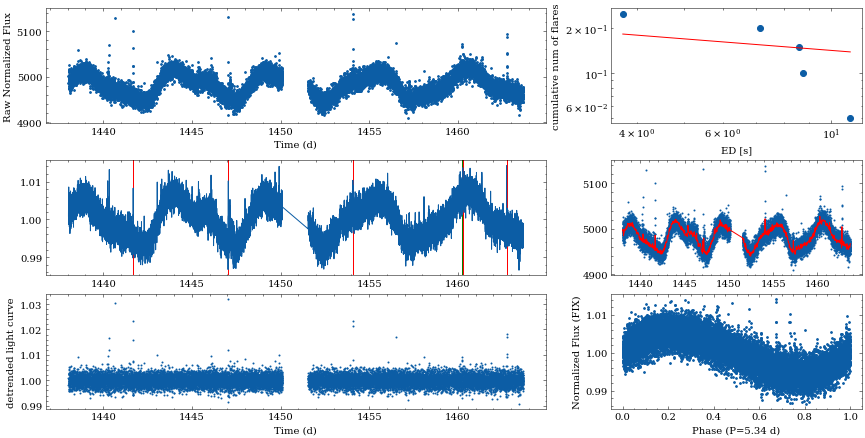 Raw Normalized Flux
5100
5000
4900
1440 1445 1450 1455 1460
Time (d)
cumulative num of flares
2 × 10⁻¹
10⁻¹
6 × 10⁻²
4 × 10⁰ 6 × 10⁰ 10¹
ED [s]
1.01
1.00
0.99
1440 1445 1450 1455 1460
5100
5000
4900
1440 1445 1450 1455 1460
detrended light curve
1.03
1.02
1.01
1.00
0.99
1440 1445 1450 1455 1460
Time (d)
Normalized Flux (FIX)
1.01
1.00
0.99
0.0 0.2 0.4 0.6 0.8 1.0
Phase (P=5.34 d)